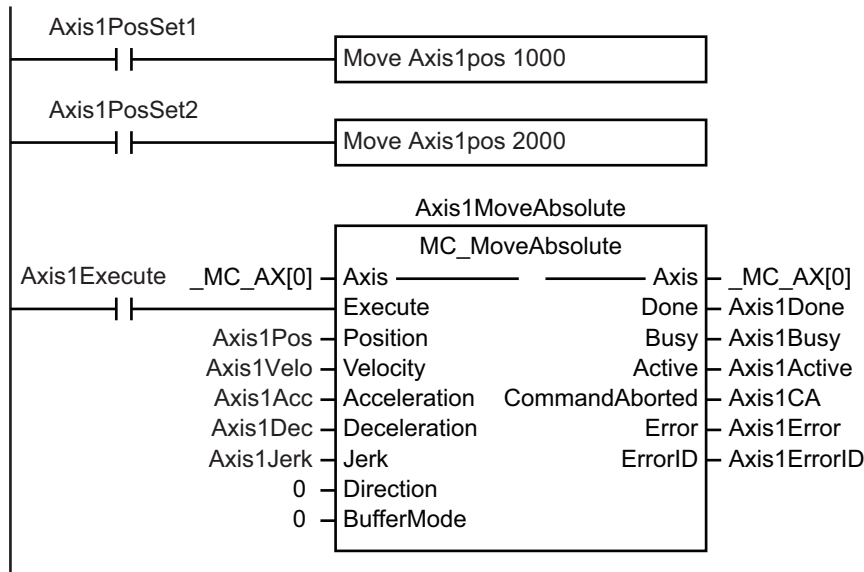 Axis1PosSet1
Move Axis1pos 1000
Axis1PosSet2
Move Axis1pos 2000
Axis1MoveAbsolute
MC_MoveAbsolute
Axis1Execute _MC_AX[0] Axis Axis _MC_AX[0]
Execute Done Axis1Done
Axis1Pos Position Busy Axis1Busy
Axis1Velo Velocity Active Axis1Active
Axis1Acc Acceleration CommandAborted Axis1CA
Axis1Dec Deceleration Error Axis1Error
Axis1Jerk Jerk ErrorID Axis1ErrorID
0 Direction
0 BufferMode